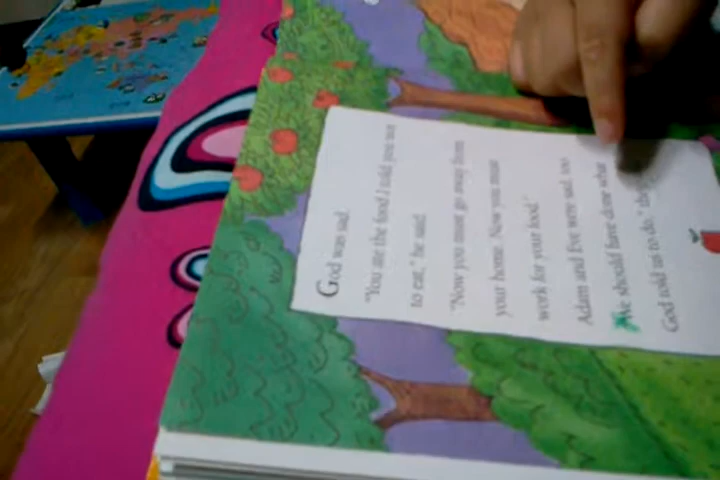 God was sad.
"You ate the food I told you not
to eat," he said.
"Now you must go away from
your home. Now you must
work for your food."
Adam and Eve were sad, too.
"We should have done what
God told us to do," the